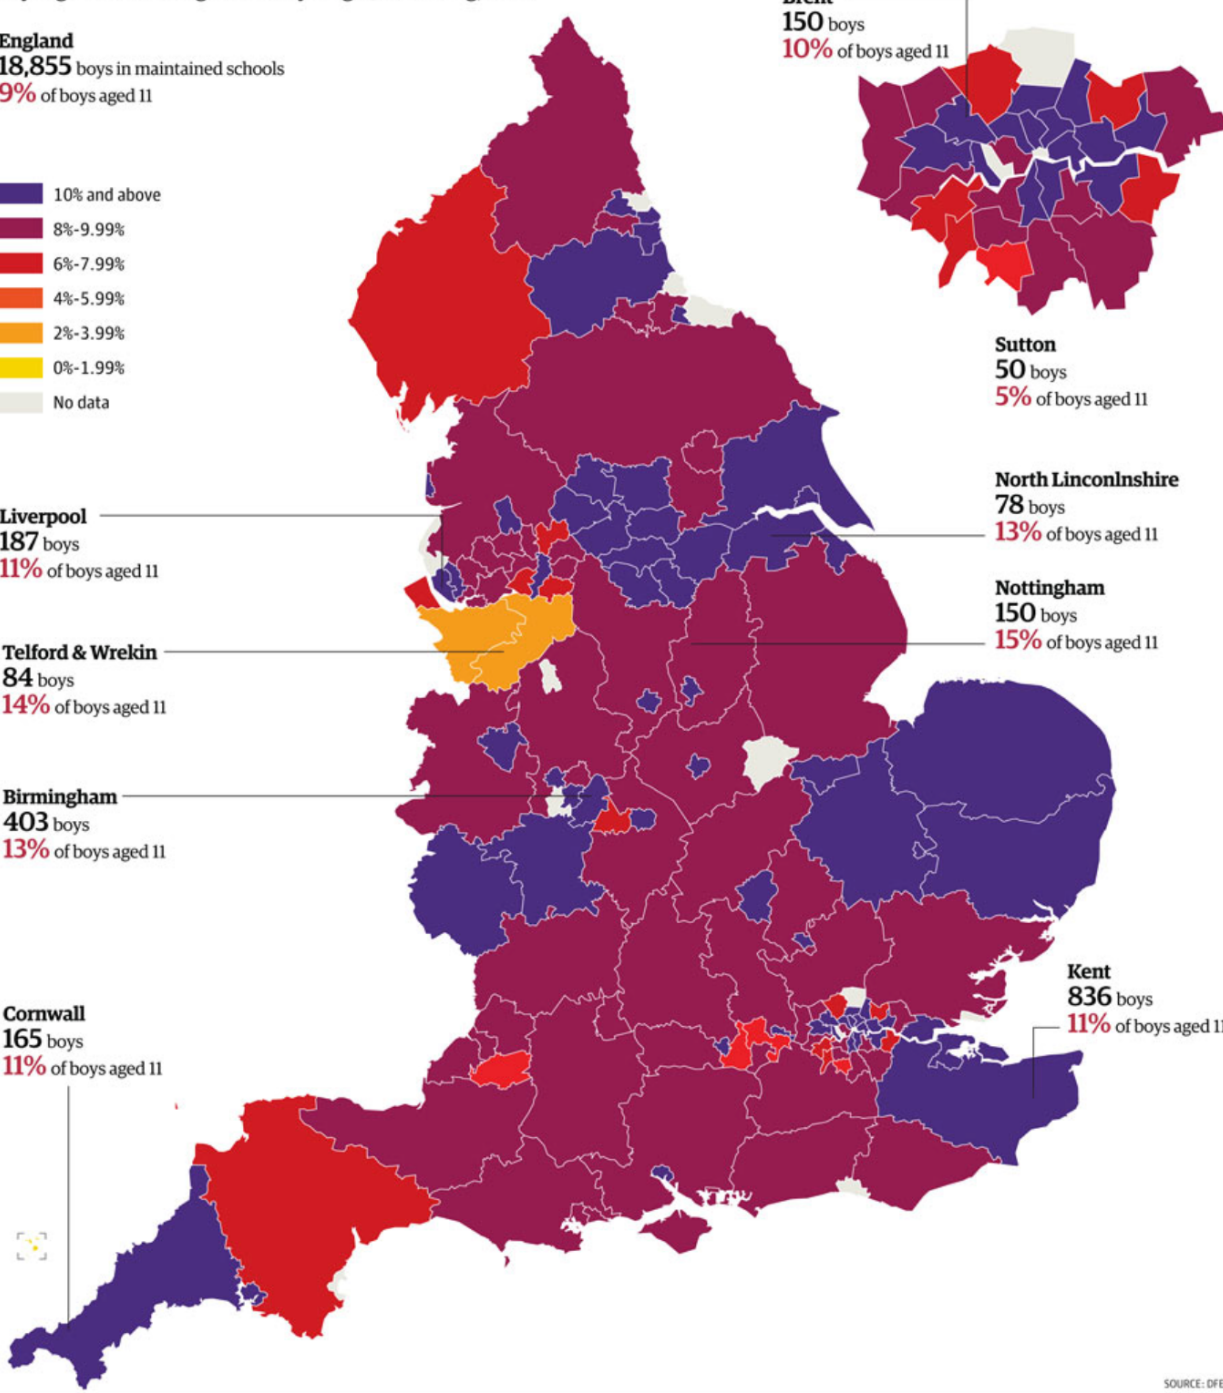 England
18,855 boys in maintained schools
9% of boys aged 11
10% and above
8%-9.99%
6%-7.99%
4%-5.99%
2%-3.99%
0%-1.99%
No data
Brent
150 boys
10% of boys aged 11
Sutton
50 boys
5% of boys aged 11
North Linconlnshire
78 boys
13% of boys aged 11
Nottingham
150 boys
15% of boys aged 11
Liverpool
187 boys
11% of boys aged 11
Telford & Wrekin
84 boys
14% of boys aged 11
Birmingham
403 boys
13% of boys aged 11
Kent
836 boys
11% of boys aged 11
Cornwall
165 boys
11% of boys aged 11
SOURCE: DFE